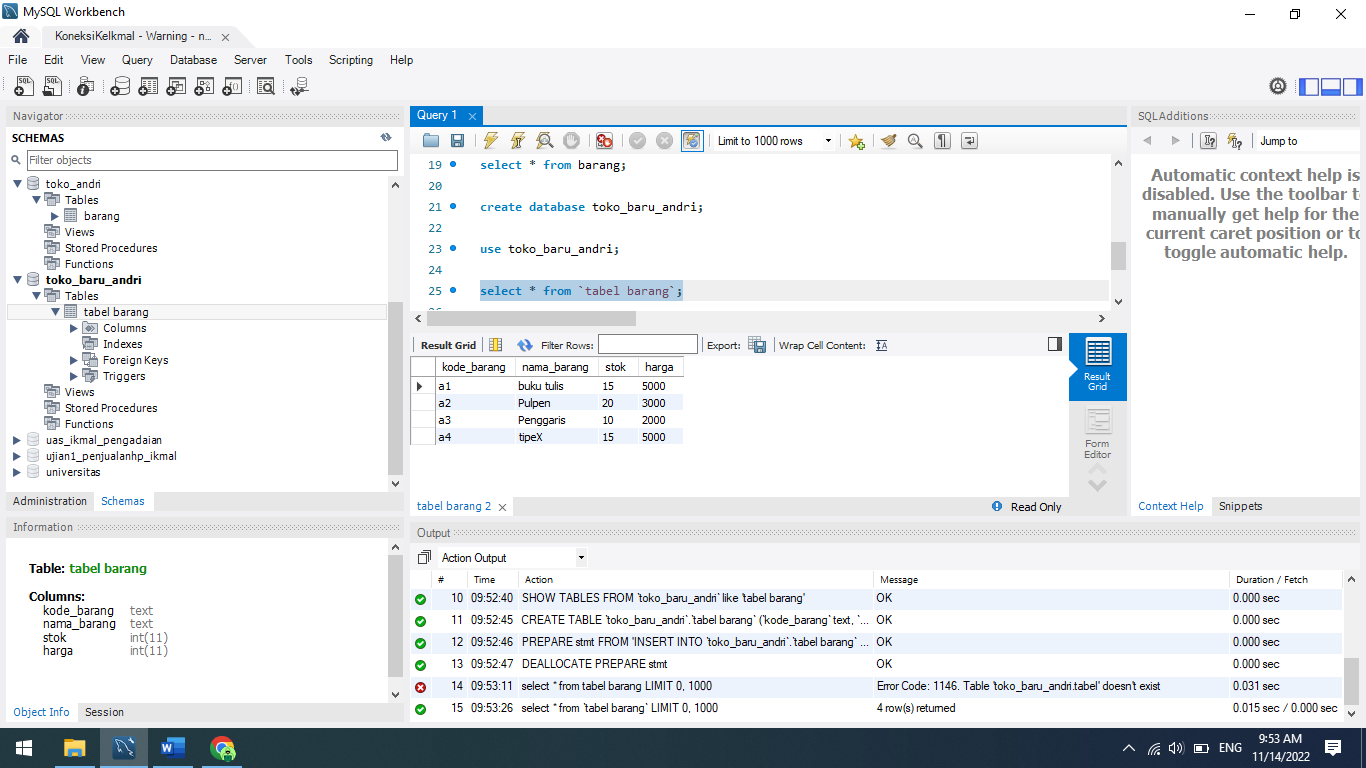 MySQL Workbench
KoneksiKelkmal - Warning - n...
File Edit View Query Database Server Tools Scripting Help
Navigator
SCHEMAS
Filter objects
toko_andri
Tables
barang
Views
Stored Procedures
Functions
toko_baru_andri
Tables
tabel barang
Columns
Indexes
Foreign Keys
Triggers
Views
Stored Procedures
Functions
uas_ikmal_pengadaian
ujian1_penjualanhp_ikmal
universitas
Administration Schemas
Information
Table: tabel barang
Columns:
kode_barang text
nama_barang text
stok int(11)
harga int(11)
Object Info Session
Query 1
Limit to 1000 rows
19 select * from barang;
20
21 create database toko_baru_andri;
22
23 use toko_baru_andri;
24
25 select * from `tabel barang`;
Result Grid Filter Rows: Export: Wrap Cell Content:
kode_barang nama_barang stok harga
a1 buku tulis 15 5000
a2 Pulpen 20 3000
a3 Penggaris 10 2000
a4 tipeX 15 5000
Result
Grid
Form
Editor
tabel barang 2 Read Only
SQLAdditions
Jump to
Automatic context help is
disabled. Use the toolbar t
manually get help for the
current caret position or to
toggle automatic help.
Context Help Snippets
Output
Action Output
# Time Action Message Duration / Fetch
10 09:52:40 SHOW TABLES FROM `toko_baru_andri` like 'tabel barang' OK 0.000 sec
11 09:52:45 CREATE TABLE `toko_baru_andri`.`tabel barang` (`kode_barang` text, `... OK 0.000 sec
12 09:52:46 PREPARE stmt FROM 'INSERT INTO `toko_baru_andri`.`tabel barang` ... OK 0.000 sec
13 09:52:47 DEALLOCATE PREPARE stmt OK 0.000 sec
14 09:53:11 select * from tabel barang LIMIT 0, 1000 Error Code: 1146. Table 'toko_baru_andri.tabel' doesn't exist 0.031 sec
15 09:53:26 select * from `tabel barang` LIMIT 0, 1000 4 row(s) returned 0.015 sec / 0.000 sec
ENG
9:53 AM
11/14/2022